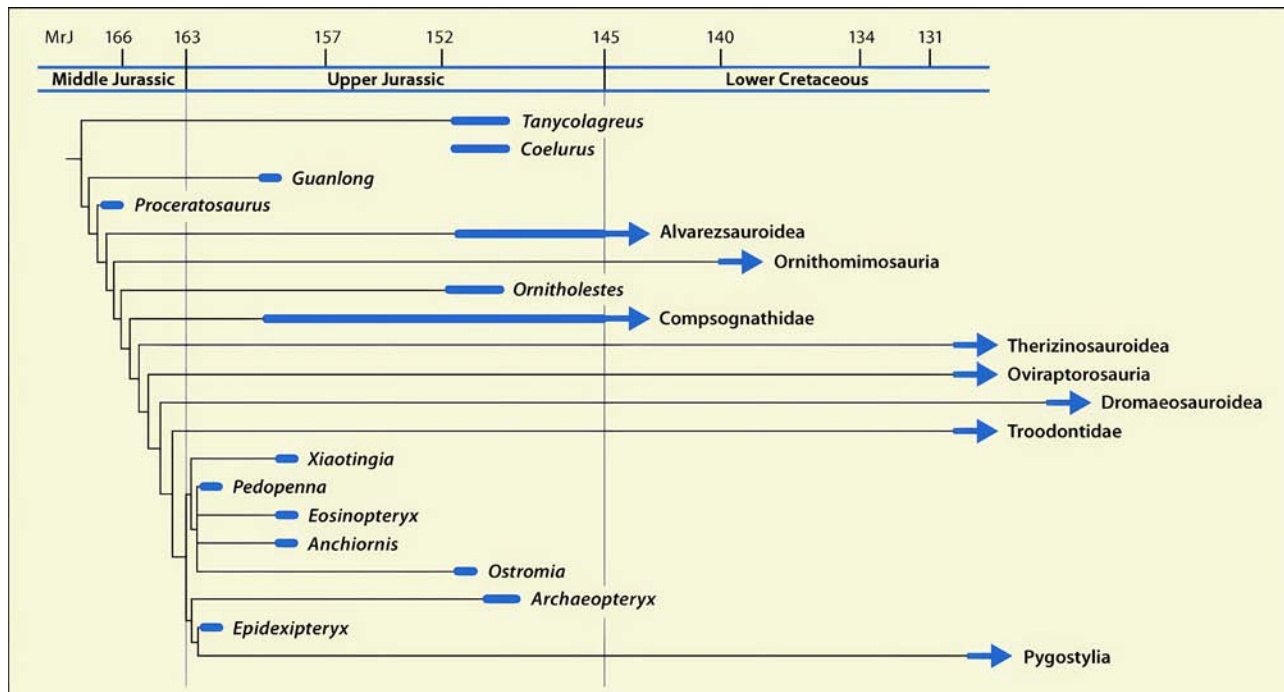 MrJ 166 163 157 152 145 140 134 131
Middle Jurassic Upper Jurassic Lower Cretaceous
Tanycolagreus
Coelurus
Guanlong
Proceratosaurus
Alvarezsauroidea
Ornithomimosauria
Ornitholestes
Compsognathidae
Therizinosauroidea
Oviraptorosauria
Dromaeosauroidea
Troodontidae
Xiaotingia
Pedopenna
Eosinopteryx
Anchiornis
Ostromia
Archaeopteryx
Epidexipteryx
Pygostylia